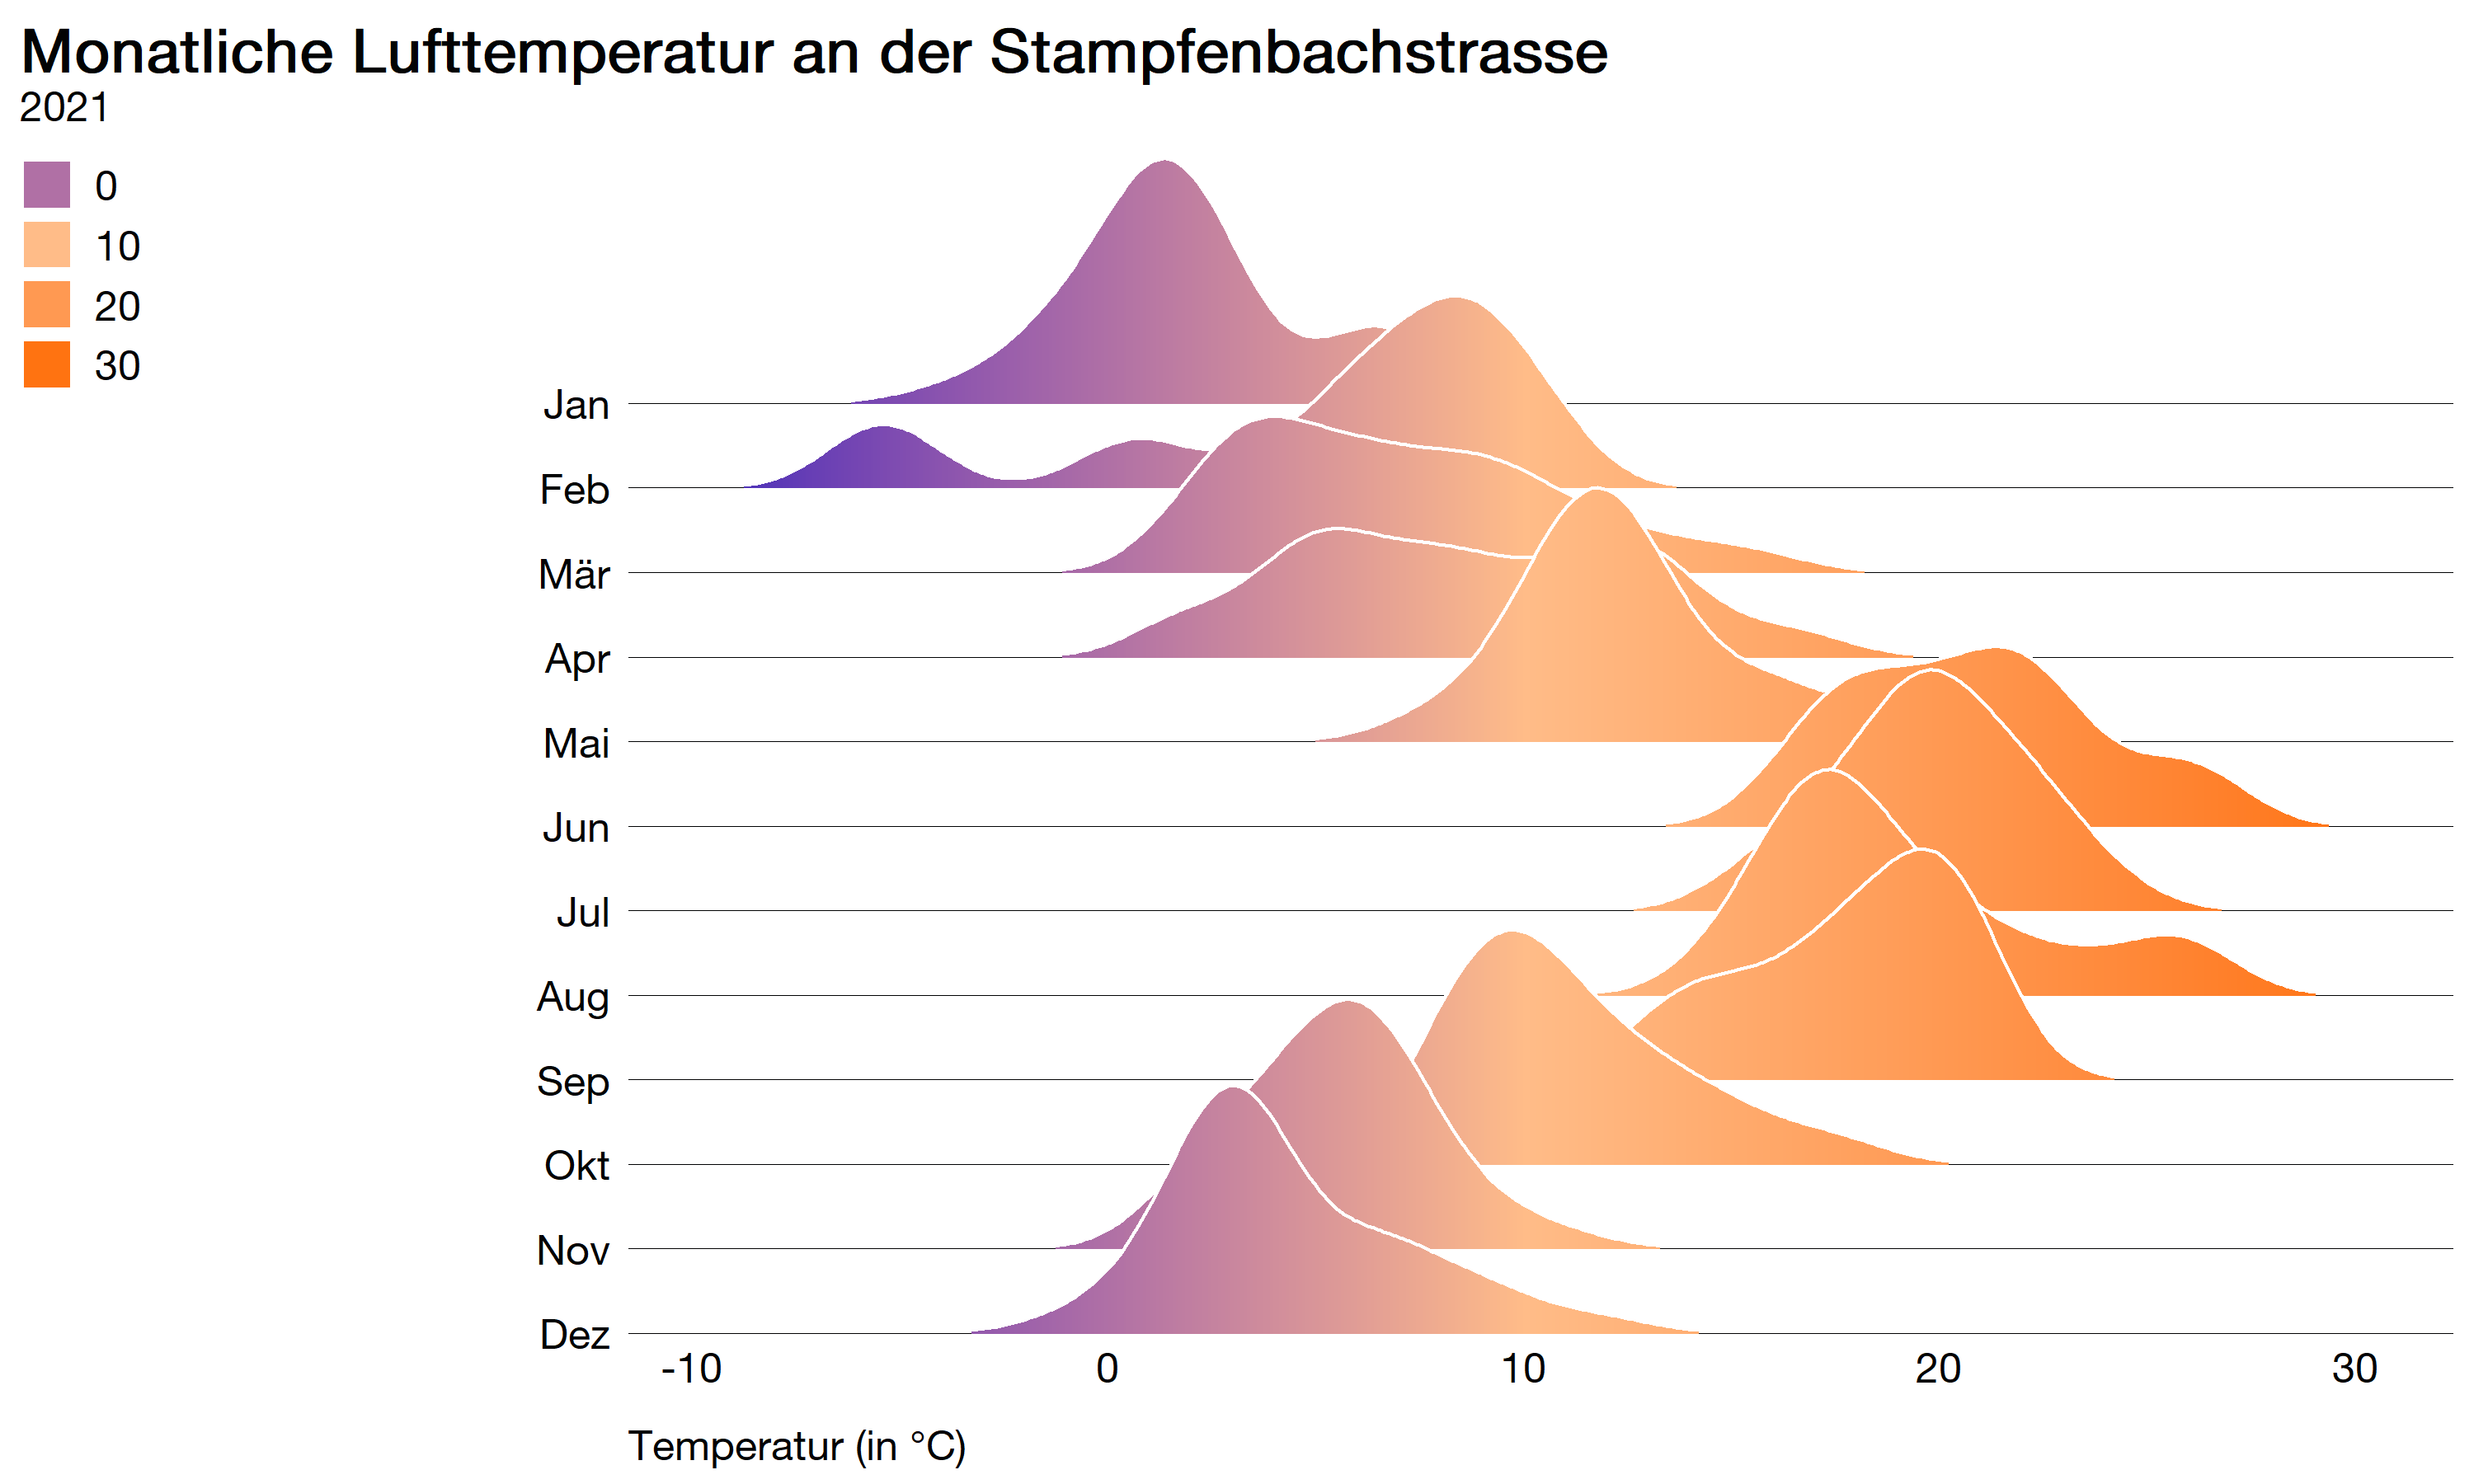 Monatliche Lufttemperatur an der Stampfenbachstrasse
2021
0
10
20
30
Jan
Feb
Mär
Apr
Mai
Jun
Jul
Aug
Sep
Okt
Nov
Dez
-10 0 10 20 30
Temperatur (in °C)